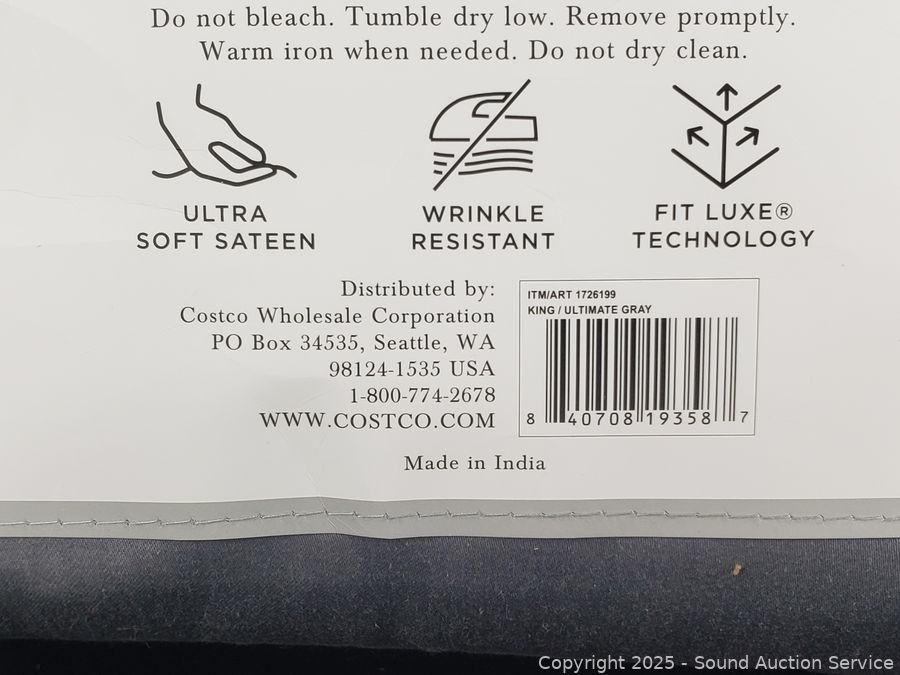 Do not bleach. Tumble dry low. Remove promptly.
Warm iron when needed. Do not dry clean.
ULTRA
SOFT SATEEN
WRINKLE
RESISTANT
FIT LUXE®
TECHNOLOGY
Distributed by:
Costco Wholesale Corporation
PO Box 34535, Seattle, WA
98124-1535 USA
1-800-774-2678
WWW.COSTCO.COM
ITM/ART 1726199
KING / ULTIMATE GRAY
8 40708 19358 7
Made in India
Copyright 2025 - Sound Auction Service